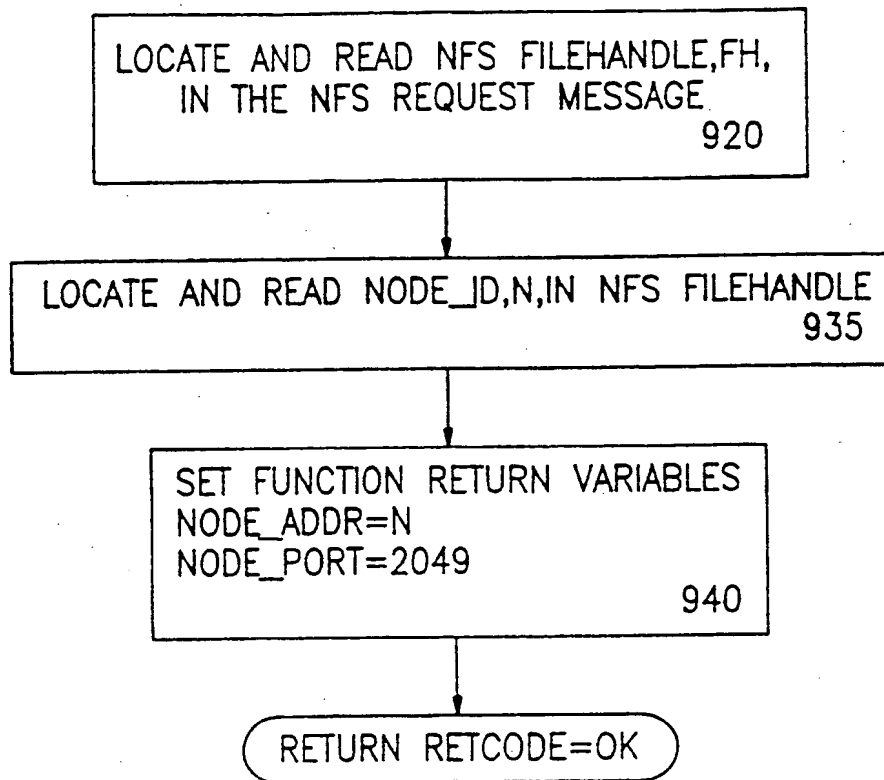 LOCATE AND READ NFS FILEHANDLE,FH,
IN THE NFS REQUEST MESSAGE
920
LOCATE AND READ NODE_ID,N,IN NFS FILEHANDLE
935
SET FUNCTION RETURN VARIABLES
NODE_ADDR=N
NODE_PORT=2049
940
RETURN RETCODE=OK